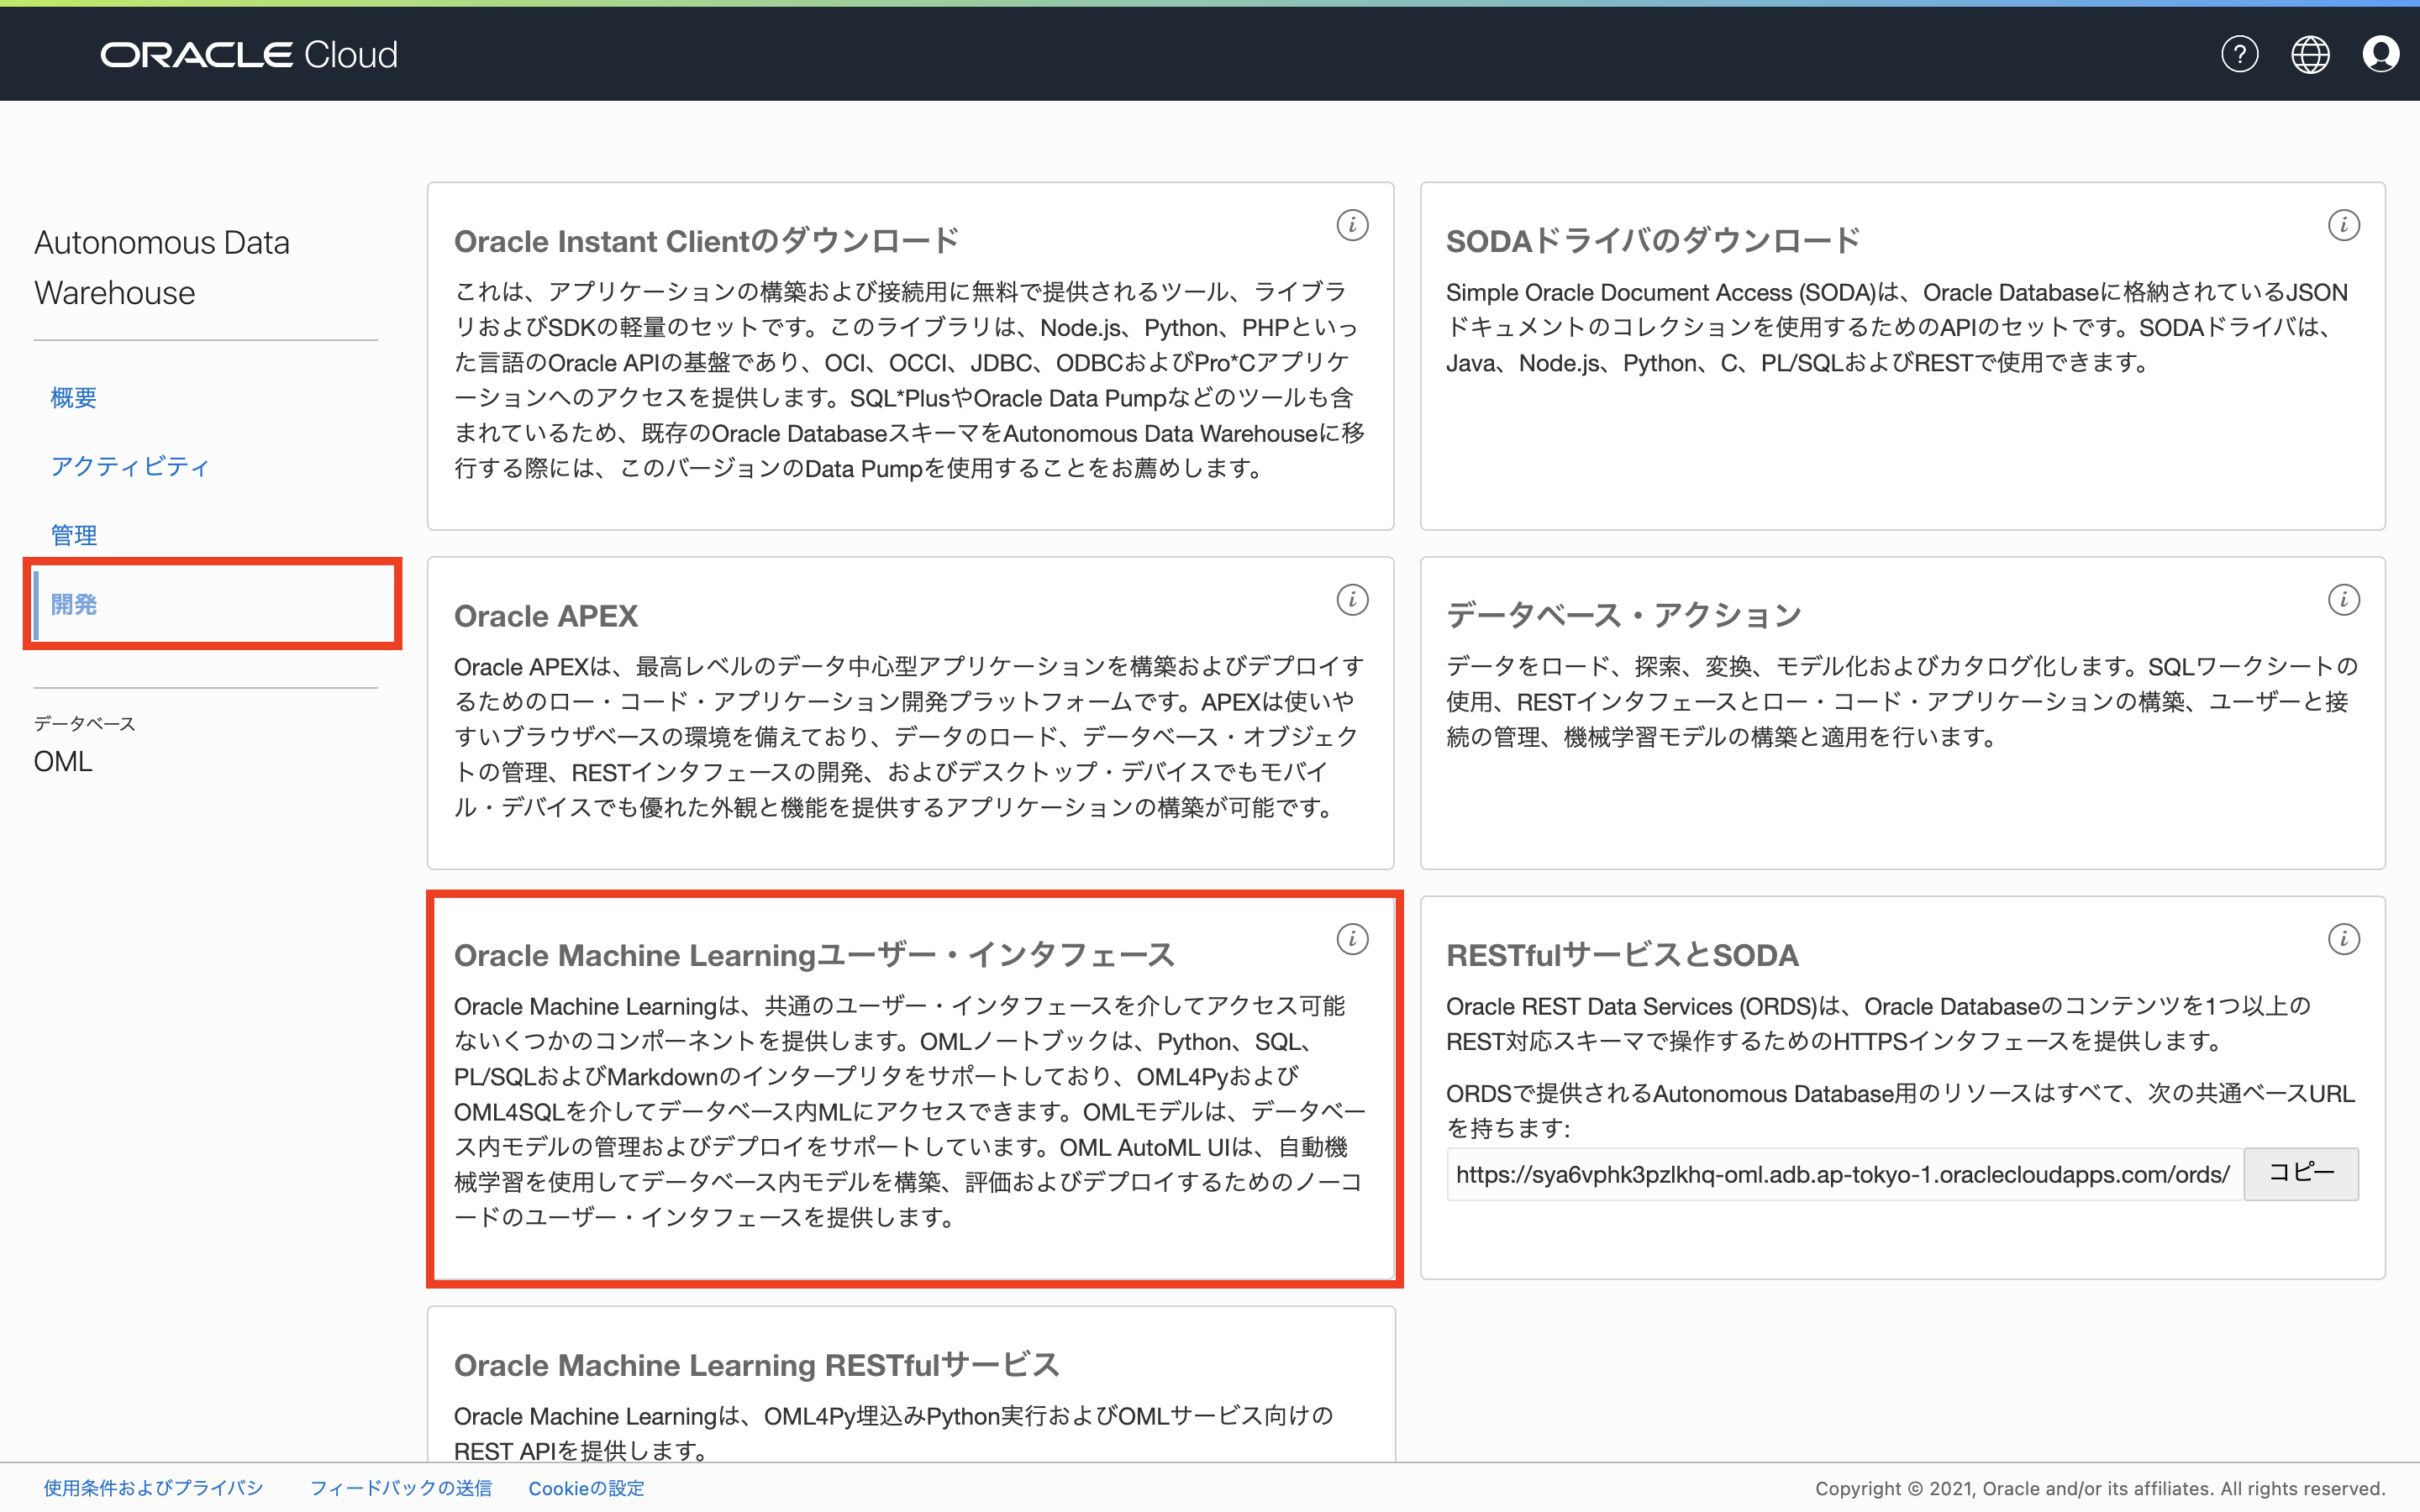 ORACLE Cloud
?
Autonomous Data
Warehouse
概要
アクティビティ
管理
開発
データベース
OML
Oracle Instant Clientのダウンロード
i
これは、アプリケーションの構築および接続用に無料で提供されるツール、ライブラ
リおよびSDKの軽量のセットです。このライブラリは、Node.js、Python、PHPといっ
た言語のOracle APIの基盤であり、OCI、OCCI、JDBC、ODBCおよびPro*Cアプリケ
ーションへのアクセスを提供します。SQL*PlusやOracle Data Pumpなどのツールも含
まれているため、既存のOracle DatabaseスキーマをAutonomous Data Warehouseに移
行する際には、このバージョンのData Pumpを使用することをお薦めします。
SODAドライバのダウンロード
i
Simple Oracle Document Access (SODA)は、Oracle Databaseに格納されているJSON
ドキュメントのコレクションを使用するためのAPIのセットです。SODAドライバは、
Java、Node.js、Python、C、PL/SQLおよびRESTで使用できます。
Oracle APEX
i
Oracle APEXは、最高レベルのデータ中心型アプリケーションを構築およびデプロイす
るためのロー・コード・アプリケーション開発プラットフォームです。APEXは使いや
すいブラウザベースの環境を備えており、データのロード、データベース・オブジェク
トの管理、RESTインタフェースの開発、およびデスクトップ・デバイスでもモバイ
ル・デバイスでも優れた外観と機能を提供するアプリケーションの構築が可能です。
データベース・アクション
i
データをロード、探索、変換、モデル化およびカタログ化します。SQLワークシートの
使用、RESTインタフェースとロー・コード・アプリケーションの構築、ユーザーと接
続の管理、機械学習モデルの構築と適用を行います。
Oracle Machine Learningユーザー・インタフェース
i
Oracle Machine Learningは、共通のユーザー・インタフェースを介してアクセス可能
ないくつかのコンポーネントを提供します。OMLノートブックは、Python、SQL、
PL/SQLおよびMarkdownのインタープリタをサポートしており、OML4Pyおよび
OML4SQLを介してデータベース内MLにアクセスできます。OMLモデルは、データベー
ス内モデルの管理およびデプロイをサポートしています。OML AutoML UIは、自動機
械学習を使用してデータベース内モデルを構築、評価およびデプロイするためのノーコ
ードのユーザー・インタフェースを提供します。
RESTfulサービスとSODA
i
Oracle REST Data Services (ORDS)は、Oracle Databaseのコンテンツを1つ以上の
REST対応スキーマで操作するためのHTTPSインタフェースを提供します。
ORDSで提供されるAutonomous Database用のリソースはすべて、次の共通ベースURL
を持ちます:
https://sya6vphk3pzlkhq-oml.adb.ap-tokyo-1.oraclecloudapps.com/ords/
コピー
Oracle Machine Learning RESTfulサービス
Oracle Machine Learningは、OML4Py埋込みPython実行およびOMLサービス向けの
REST APIを提供します。
使用条件およびプライバシ
フィードバックの送信
Cookieの設定
Copyright © 2021, Oracle and/or its affiliates. All rights reserved.